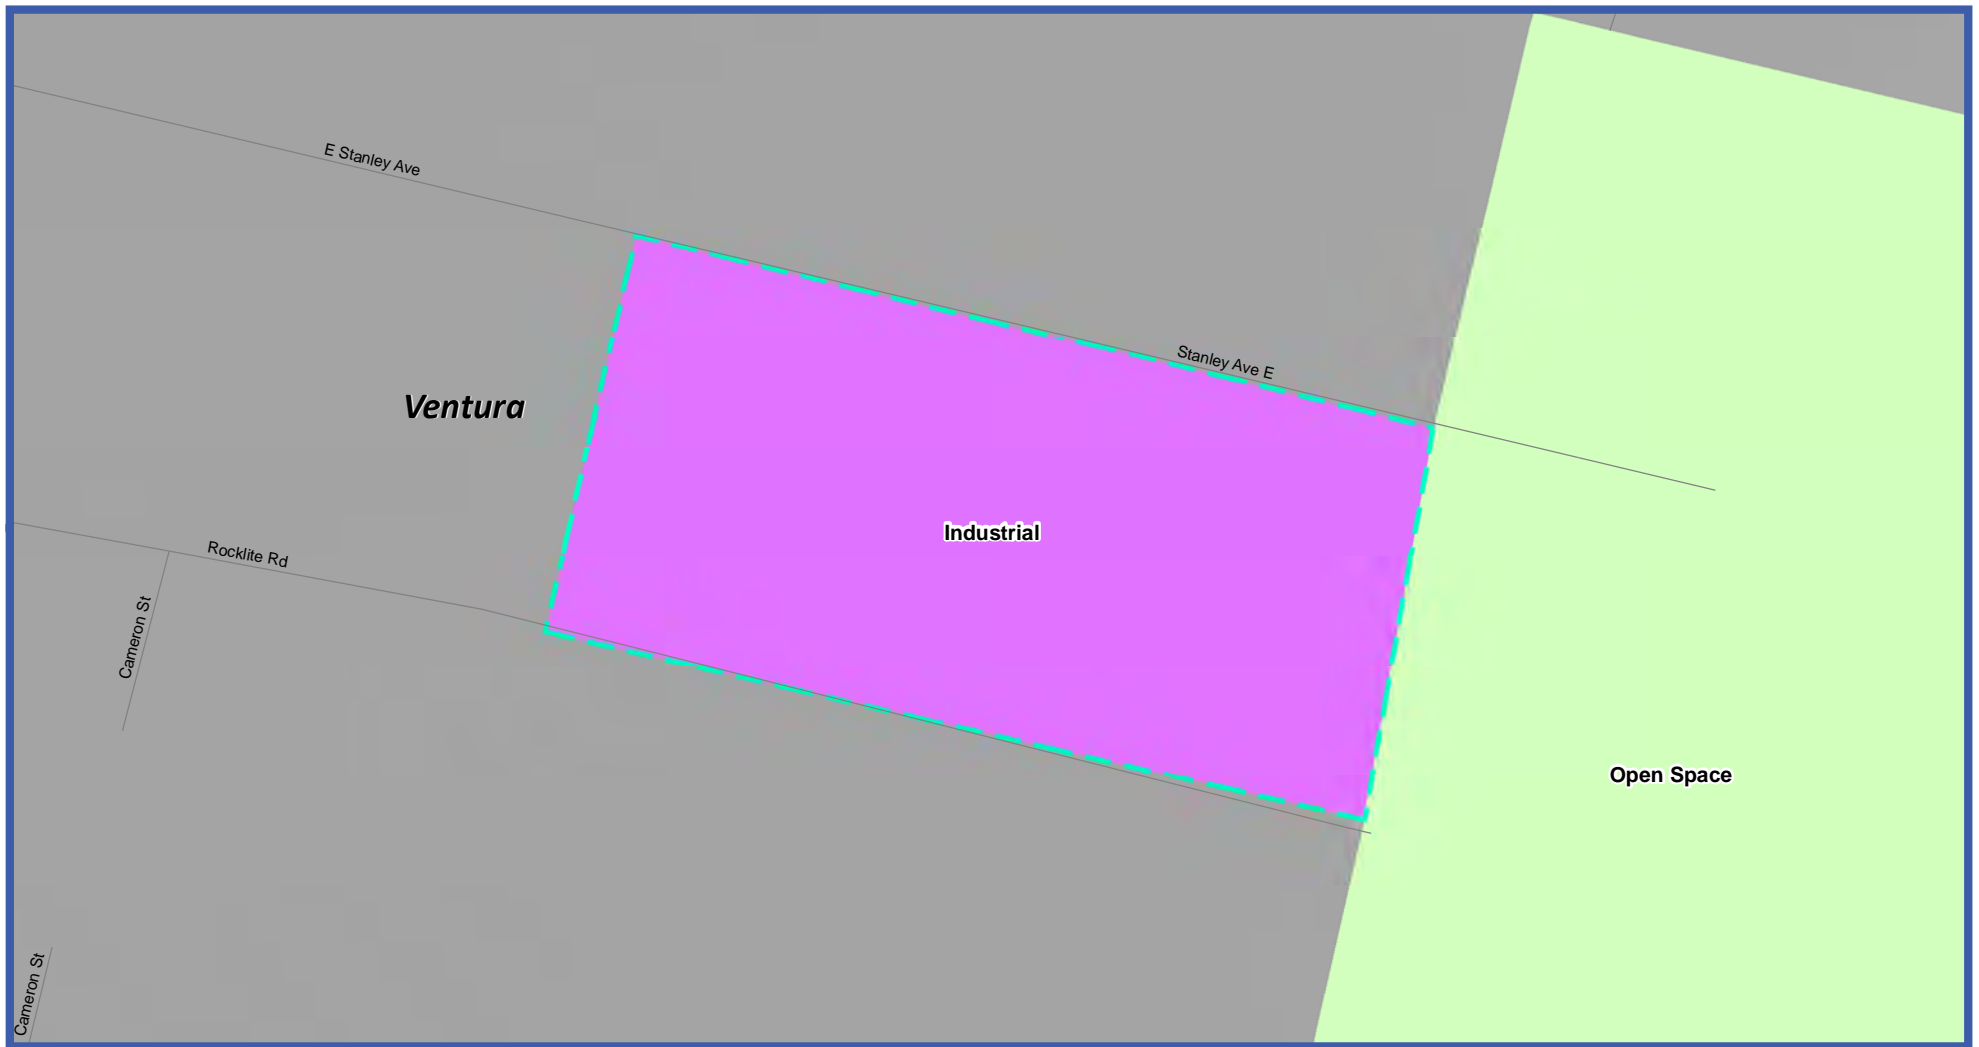 E Stanley Ave
Stanley Ave E
Ventura
Industrial
Rocklite Rd
Cameron St
Open Space
Cameron St